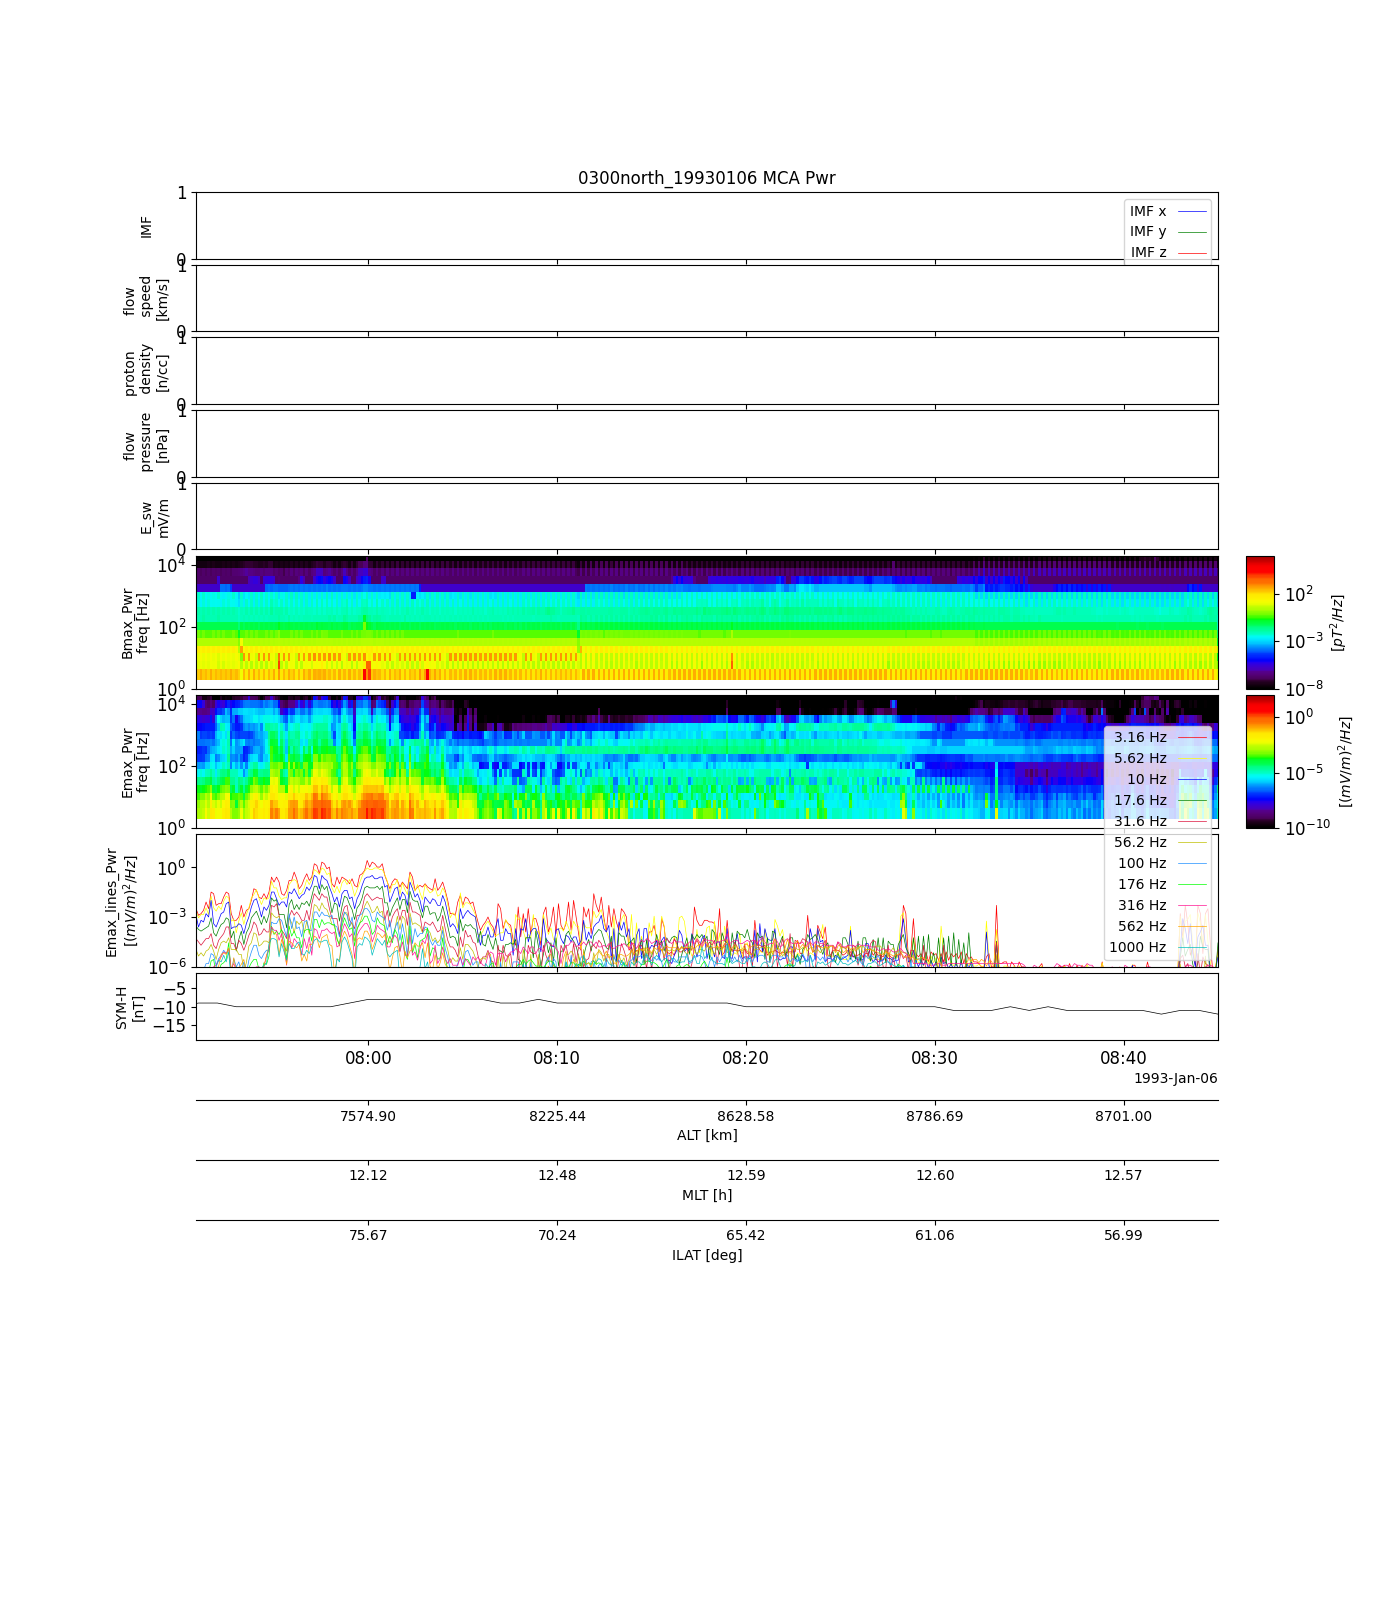 0300north_19930106 MCA Pwr
1
IMF
0
IMF x
IMF y
IMF z
1
flow
speed
[km/s]
0
1
proton
density
[n/cc]
0
1
flow
pressure
[nPa]
0
1
E_sw
mV/m
0
10^4
10^2
10^0
Bmax_Pwr
freq [Hz]
10^2
10^-3
10^-8
[pT^2/Hz]
10^4
10^2
10^0
Emax_Pwr
freq [Hz]
10^0
10^-5
10^-10
[(mV/m)^2/Hz]
3.16 Hz
5.62 Hz
10 Hz
17.6 Hz
31.6 Hz
56.2 Hz
100 Hz
176 Hz
316 Hz
562 Hz
1000 Hz
10^0
10^-3
10^-6
Emax_lines_Pwr
[(mV/m)^2/Hz]
−5
−10
−15
SYM-H
[nT]
08:00 08:10 08:20 08:30 08:40
1993-Jan-06
7574.90 8225.44 8628.58 8786.69 8701.00
ALT [km]
12.12 12.48 12.59 12.60 12.57
MLT [h]
75.67 70.24 65.42 61.06 56.99
ILAT [deg]